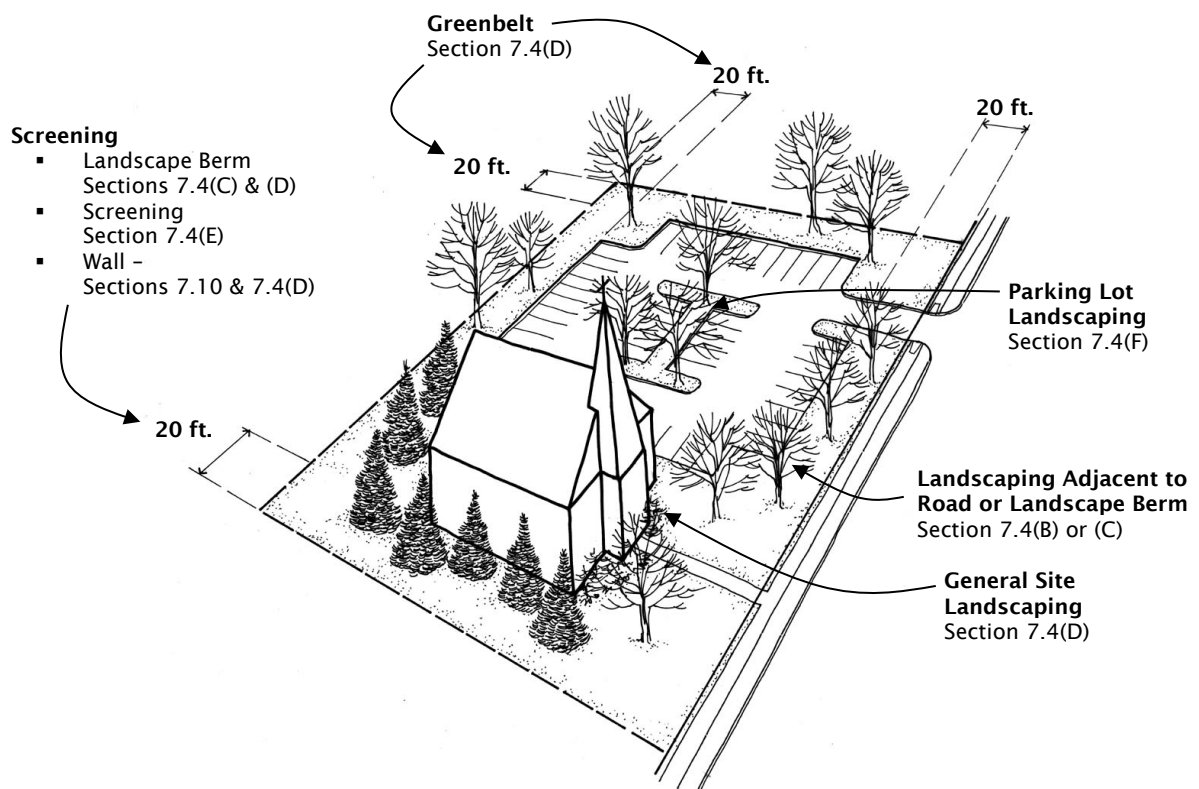 Greenbelt
Section 7.4(D)
20 ft.
20 ft.
20 ft.
Screening
▪ Landscape Berm
Sections 7.4(C) & (D)
▪ Screening
Section 7.4(E)
▪ Wall –
Sections 7.10 & 7.4(D)
20 ft.
Parking Lot
Landscaping
Section 7.4(F)
Landscaping Adjacent to
Road or Landscape Berm
Section 7.4(B) or (C)
General Site
Landscaping
Section 7.4(D)